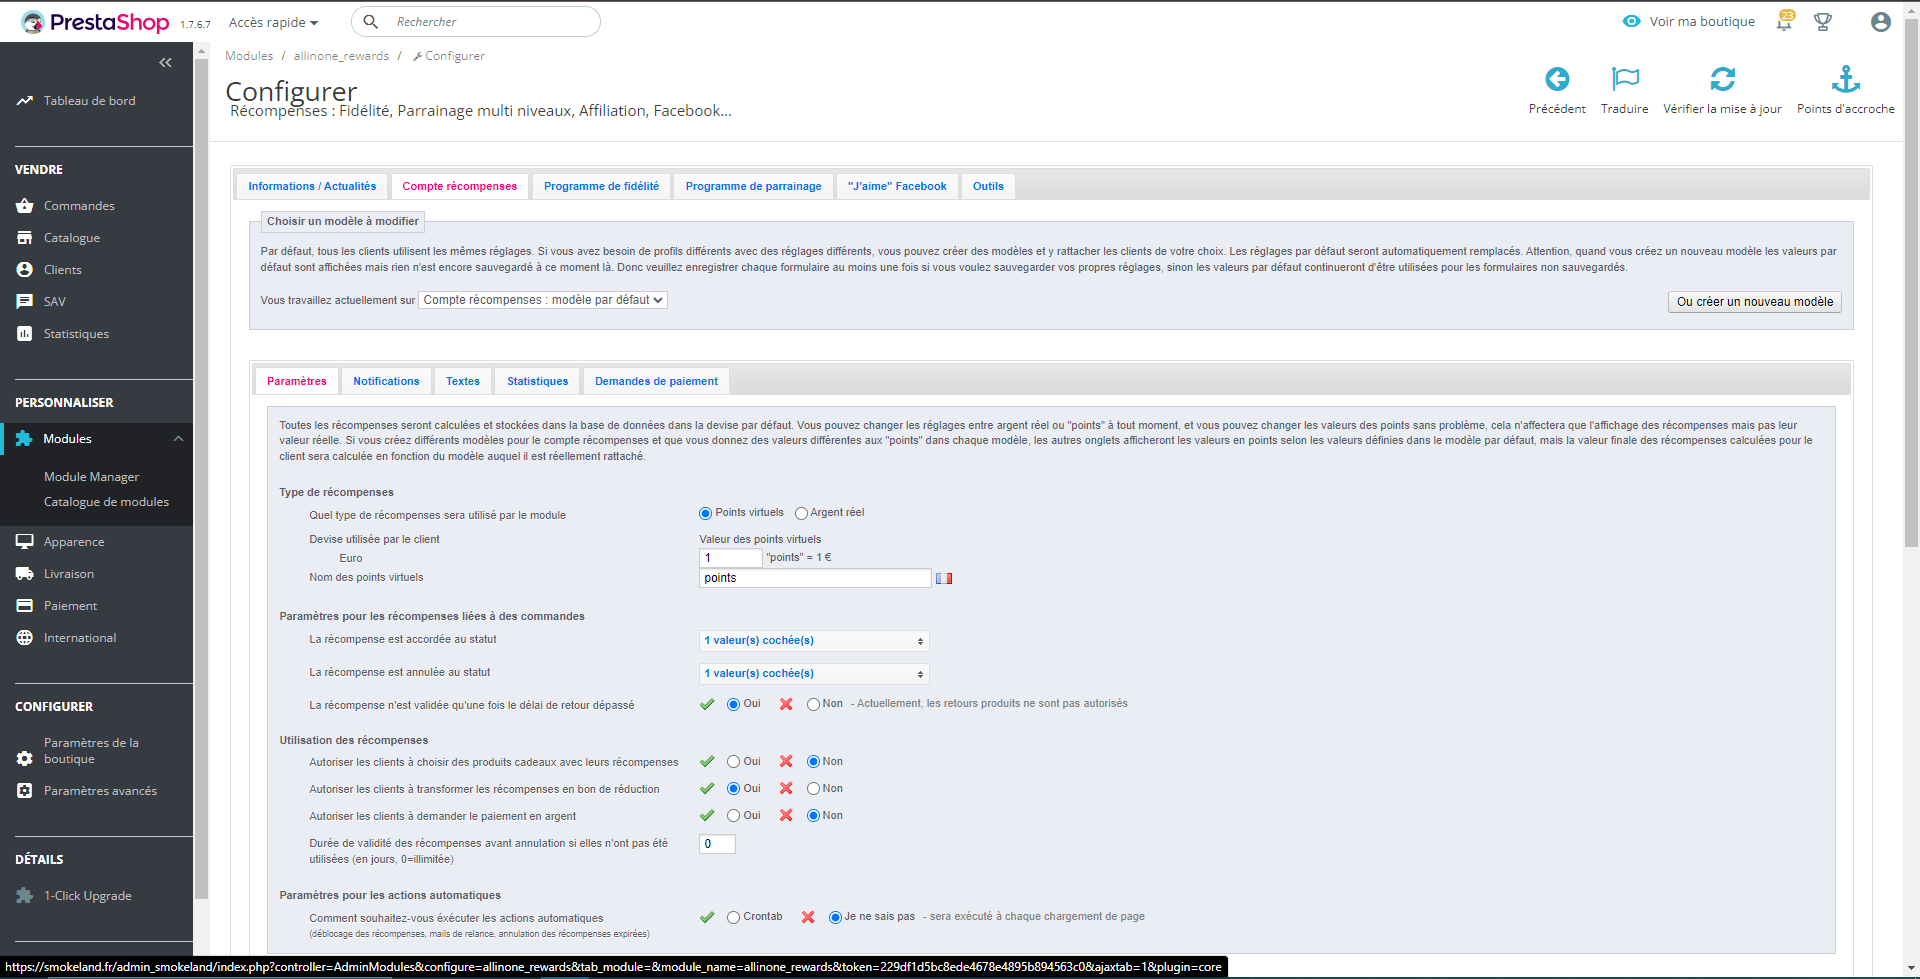 PrestaShop 1.7.6.7
Accès rapide
Rechercher
Voir ma boutique
23
Modules / allinone_rewards / Configurer
Configurer
Récompenses : Fidélité, Parrainage multi niveaux, Affiliation, Facebook...
Précédent
Traduire
Vérifier la mise à jour
Points d'accroche
Tableau de bord
VENDRE
Commandes
Catalogue
Clients
SAV
Statistiques
PERSONNALISER
Modules
Module Manager
Catalogue de modules
Apparence
Livraison
Paiement
International
CONFIGURER
Paramètres de la
boutique
Paramètres avancés
DÉTAILS
1-Click Upgrade
Informations / Actualités
Compte récompenses
Programme de fidélité
Programme de parrainage
"J'aime" Facebook
Outils
Choisir un modèle à modifier
Par défaut, tous les clients utilisent les mêmes réglages. Si vous avez besoin de profils différents avec des réglages différents, vous pouvez créer des modèles et y rattacher les clients de votre choix. Les réglages par défaut seront automatiquement remplacés. Attention, quand vous créez un nouveau modèle les valeurs par
défaut sont affichées mais rien n'est encore sauvegardé à ce moment là. Donc veuillez enregistrer chaque formulaire au moins une fois si vous voulez sauvegarder vos propres réglages, sinon les valeurs par défaut continueront d'être utilisées pour les formulaires non sauvegardés.
Vous travaillez actuellement sur Compte récompenses : modèle par défaut
Ou créer un nouveau modèle
Paramètres
Notifications
Textes
Statistiques
Demandes de paiement
Toutes les récompenses seront calculées et stockées dans la base de données dans la devise par défaut. Vous pouvez changer les réglages entre argent réel ou "points" à tout moment, et vous pouvez changer les valeurs des points sans problème, cela n'affectera que l'affichage des récompenses mais pas leur
valeur réelle. Si vous créez différents modèles pour le compte récompenses et que vous donnez des valeurs différentes aux "points" dans chaque modèle, les autres onglets afficheront les valeurs en points selon les valeurs définies dans le modèle par défaut, mais la valeur finale des récompenses calculées pour le
client sera calculée en fonction du modèle auquel il est réellement rattaché.
Type de récompenses
Quel type de récompenses sera utilisé par le module
Points virtuels Argent réel
Devise utilisée par le client
Valeur des points virtuels
Euro
1 "points" = 1 €
Nom des points virtuels
points
Paramètres pour les récompenses liées à des commandes
La récompense est accordée au statut
1 valeur(s) cochée(s)
La récompense est annulée au statut
1 valeur(s) cochée(s)
La récompense n'est validée qu'une fois le délai de retour dépassé
Oui Non - Actuellement, les retours produits ne sont pas autorisés
Utilisation des récompenses
Autoriser les clients à choisir des produits cadeaux avec leurs récompenses
Oui Non
Autoriser les clients à transformer les récompenses en bon de réduction
Oui Non
Autoriser les clients à demander le paiement en argent
Oui Non
Durée de validité des récompenses avant annulation si elles n'ont pas été
utilisées (en jours, 0=illimitée)
0
Paramètres pour les actions automatiques
Comment souhaitez-vous éxécuter les actions automatiques
Crontab Je ne sais pas - sera exécuté à chaque chargement de page
(déblocage des récompenses, mails de relance, annulation des récompenses expirées)
https://smokeland.fr/admin_smokeland/index.php?controller=AdminModules&configure=allinone_rewards&tab_module=&module_name=allinone_rewards&token=229df1d5bc8ede4678e4895b894563c0&ajaxtab=1&plugin=core